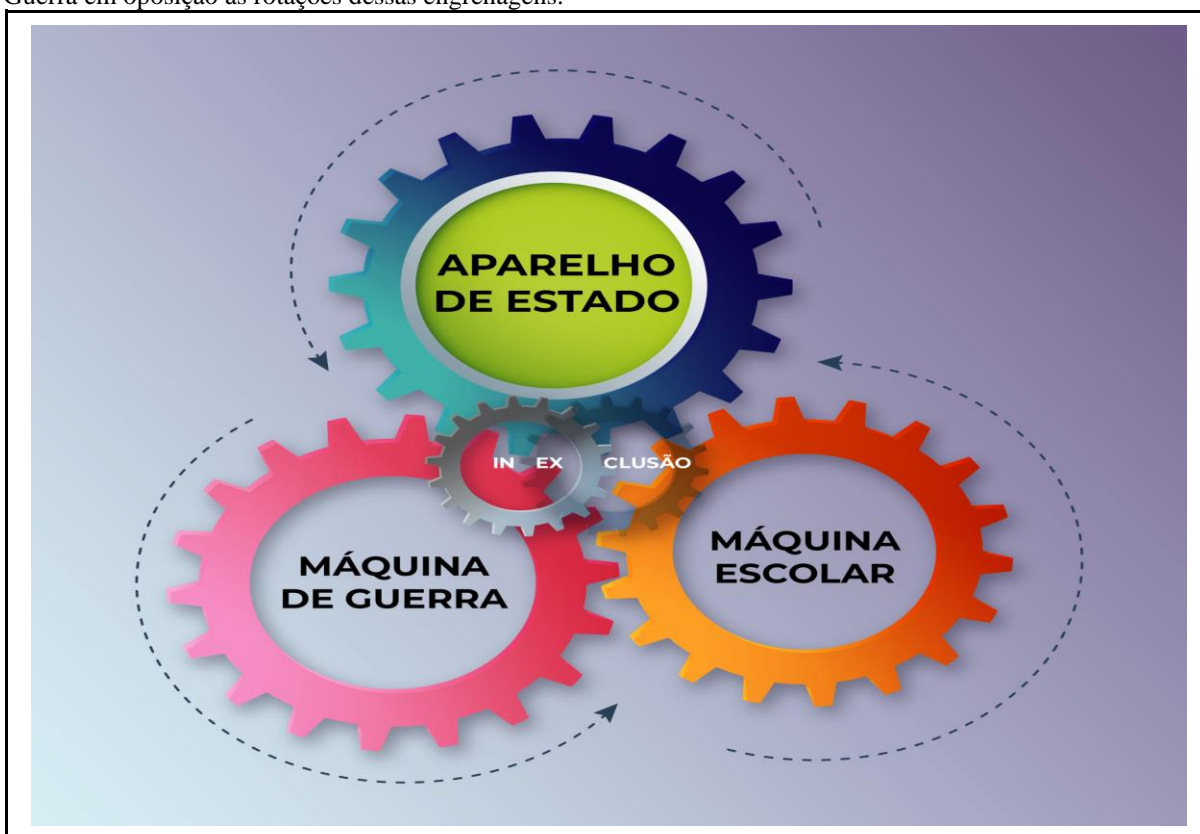 Guerra em oposição às rotações dessas engrenagens.
APARELHO
DE ESTADO
IN EX CLUSÃO
MÁQUINA
DE GUERRA
MÁQUINA
ESCOLAR